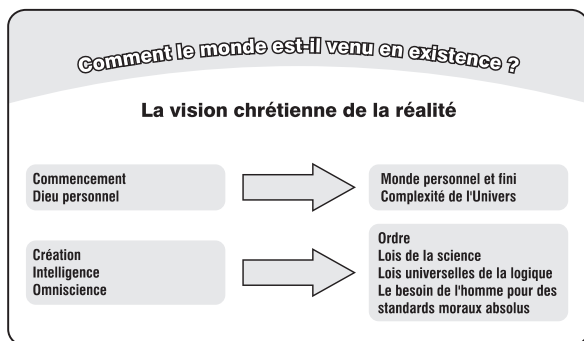 Comment le monde est-il venu en existence ?
La vision chrétienne de la réalité
Commencement
Dieu personnel
Monde personnel et fini
Complexité de l'Univers
Création
Intelligence
Omniscience
Ordre
Lois de la science
Lois universelles de la logique
Le besoin de l'homme pour des
standards moraux absolus